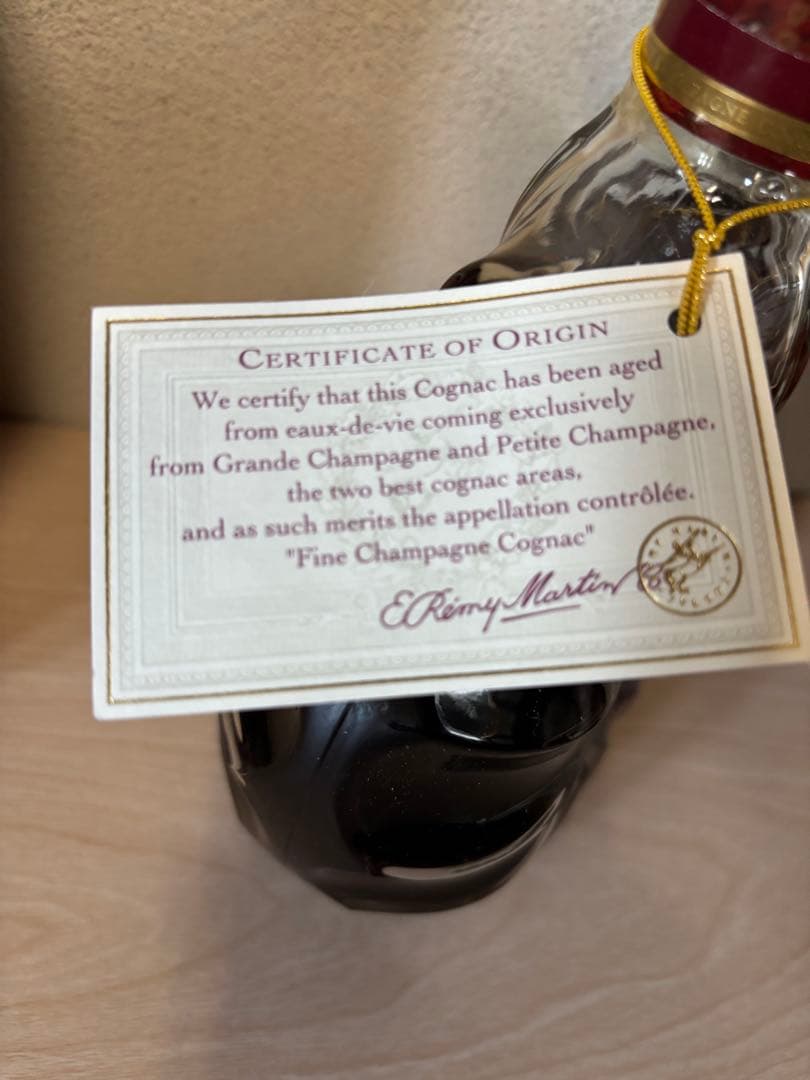 GNE
CERTIFICATE OF ORIGIN
We certify that this Cognac has been aged
from eaux-de-vie coming exclusively
from Grande Champagne and Petite Champagne,
the two best cognac areas,
and as such merits the appellation contrôlée.
"Fine Champagne Cognac"
E. Rémy Martin & Co